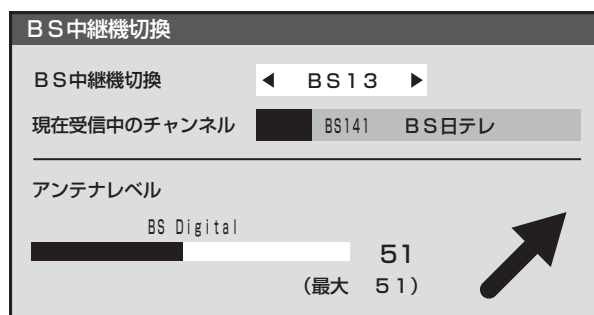 ＢＳ中継機切換
ＢＳ中継機切換 ◀ ＢＳ１３ ▶
現在受信中のチャンネル BS141 ＢＳ日テレ
アンテナレベル
BS Digital
51
（最大 ５１）